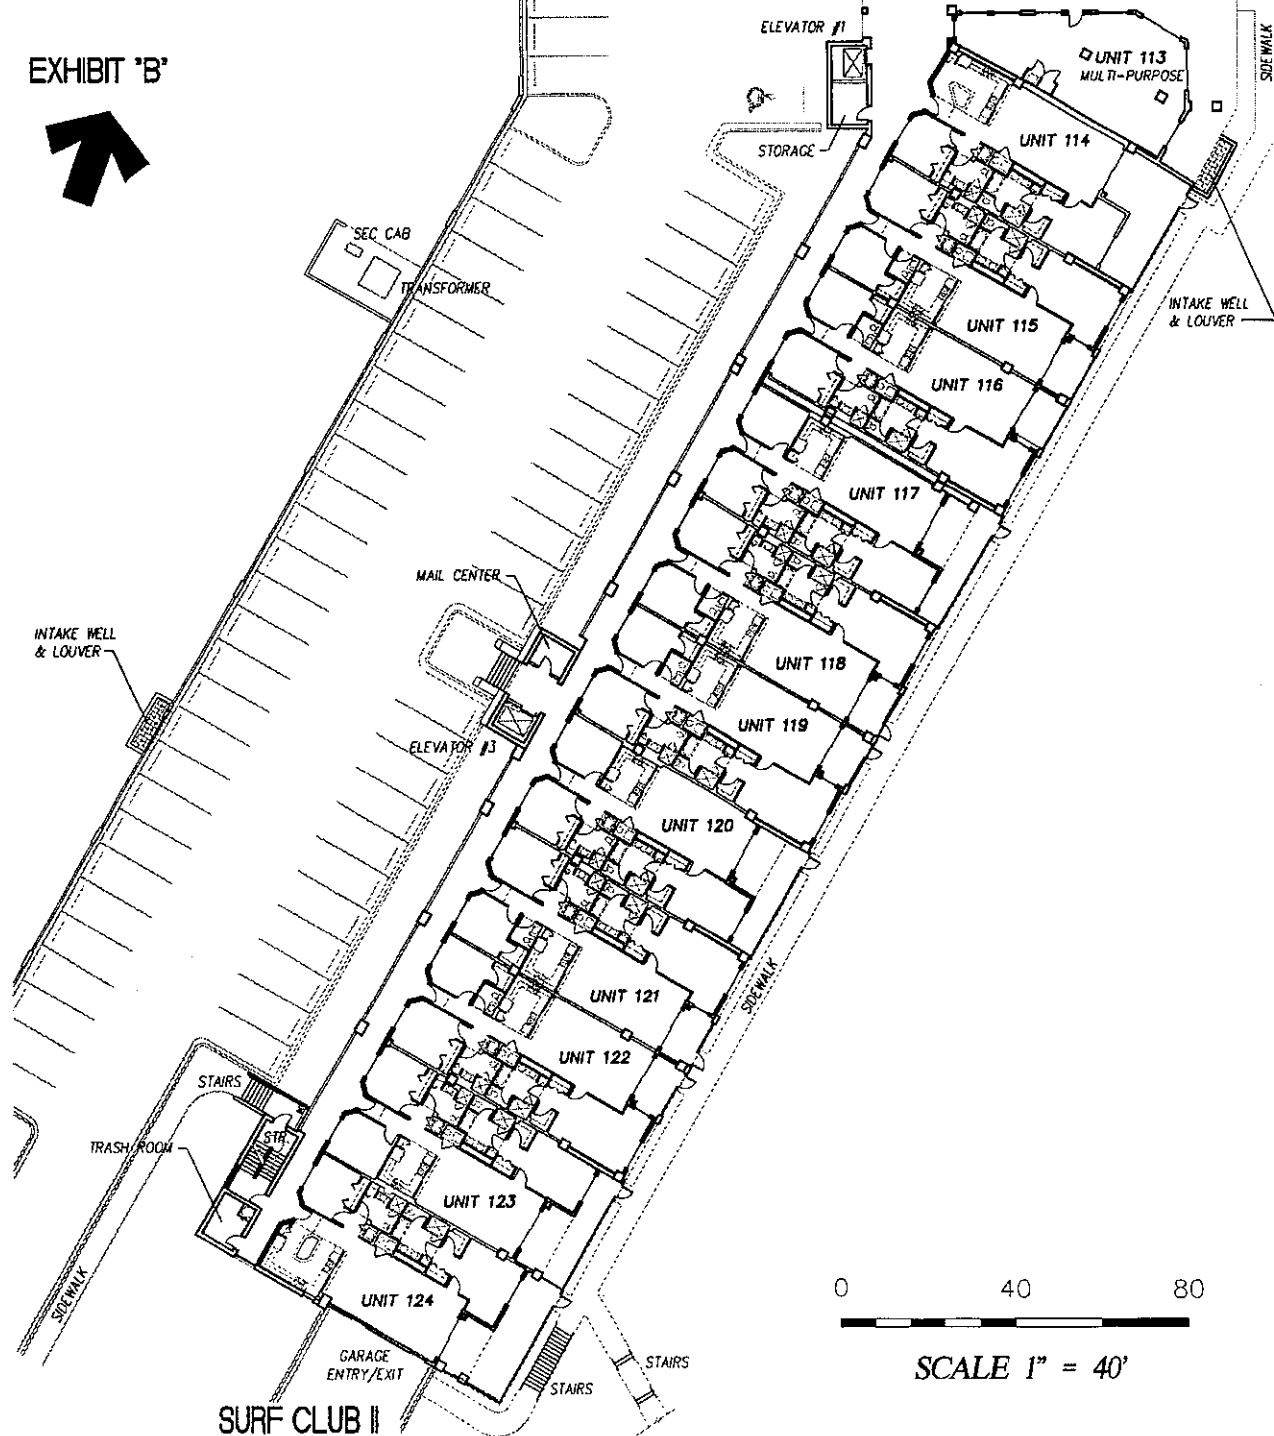 EXHIBIT "B"
ELEVATOR #1
UNIT 113
MULTI-PURPOSE
SIDEWALK
STORAGE
UNIT 114
SEC CAB
TRANSFORMER
UNIT 115
INTAKE WELL
& LOUVER
UNIT 116
UNIT 117
MAIL CENTER
INTAKE WELL
& LOUVER
UNIT 118
UNIT 119
ELEVATOR #3
UNIT 120
SIDEWALK
UNIT 121
UNIT 122
STAIRS
STR.
TRASH ROOM
UNIT 123
SIDEWALK
UNIT 124
0 40 80
GARAGE
ENTRY/EXIT
STAIRS
STAIRS
SCALE 1" = 40'
SURF CLUB II